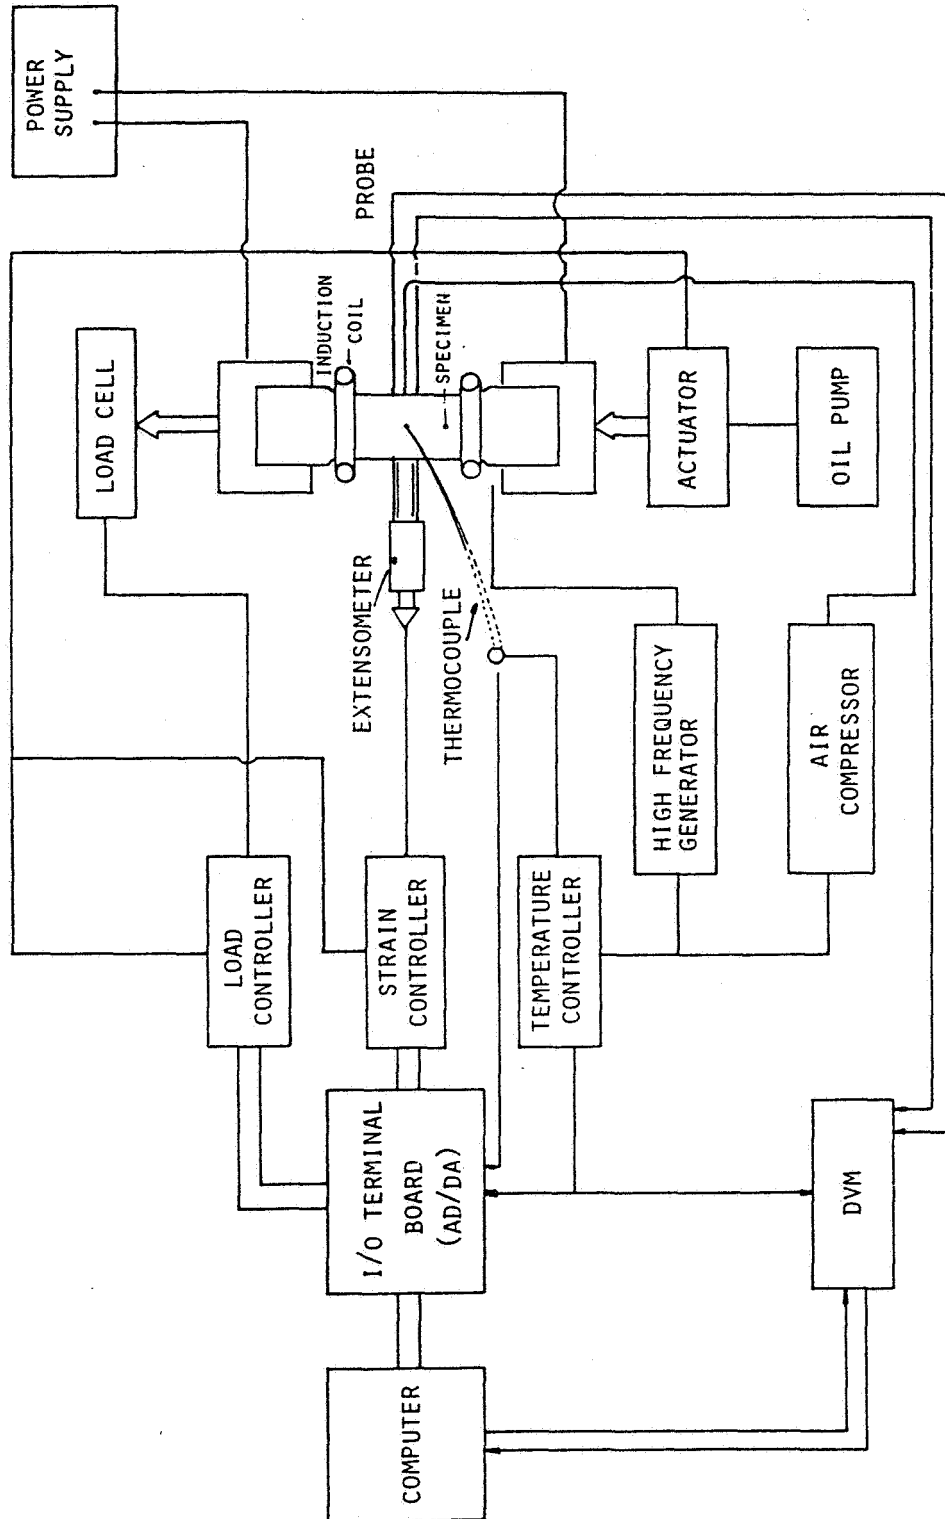 POWER
SUPPLY
PROBE
INDUCTION
COIL
SPECIMEN
LOAD CELL
ACTUATOR
OIL PUMP
EXTENSOMETER
THERMOCOUPLE
HIGH FREQUENCY
GENERATOR
AIR
COMPRESSOR
LOAD
CONTROLLER
STRAIN
CONTROLLER
TEMPERATURE
CONTROLLER
I/O TERMINAL
BOARD
(AD/DA)
DVM
COMPUTER